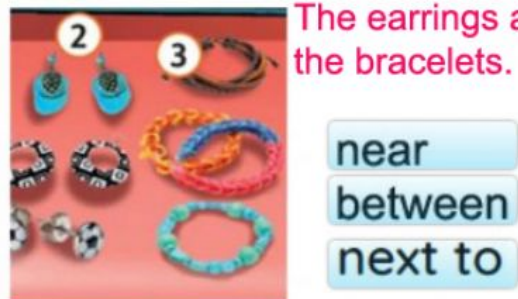 2
3
The earrings a
the bracelets.
near
between
next to